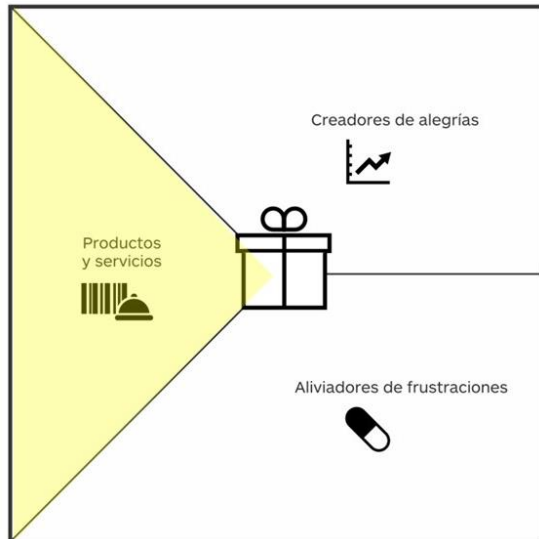 Creadores de alegrías
Productos
y servicios
Aliviadores de frustraciones